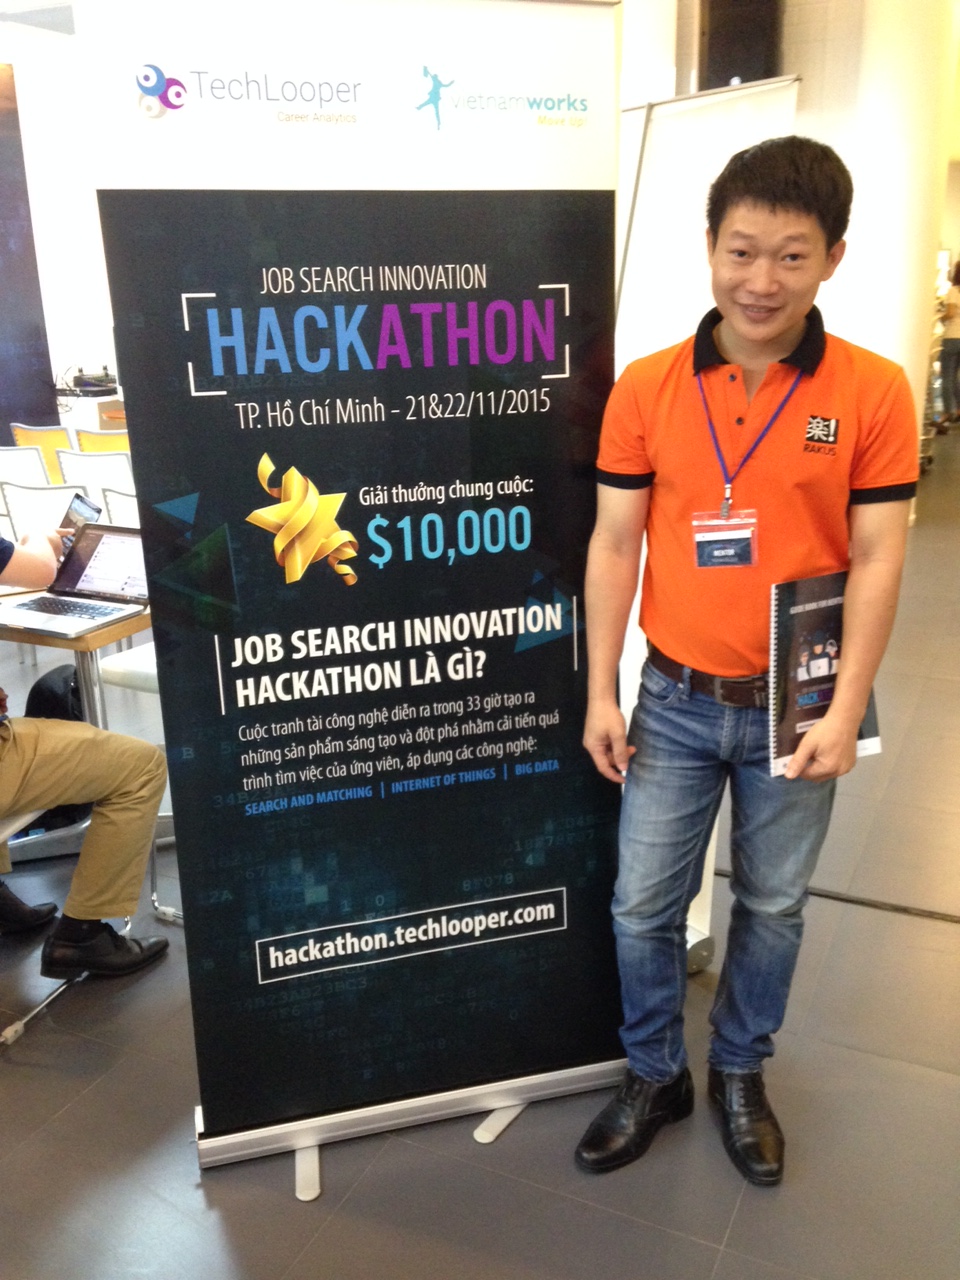 TechLooper
Career Analytics
vietnamworks
Move Up!
JOB SEARCH INNOVATION
HACKATHON
TP. Hồ Chí Minh - 21&22/11/2015
Giải thưởng chung cuộc:
$10,000
JOB SEARCH INNOVATION
HACKATHON LÀ GÌ?
Cuộc tranh tài công nghệ diễn ra trong 33 giờ tạo ra
những sản phẩm sáng tạo và đột phá nhằm cải tiến quá
trình tìm việc của ứng viên, áp dụng các công nghệ:
SEARCH AND MATCHING | INTERNET OF THINGS | BIG DATA
hackathon.techlooper.com
楽!
RAKUS
MENTOR
GUIDE BOOK FOR